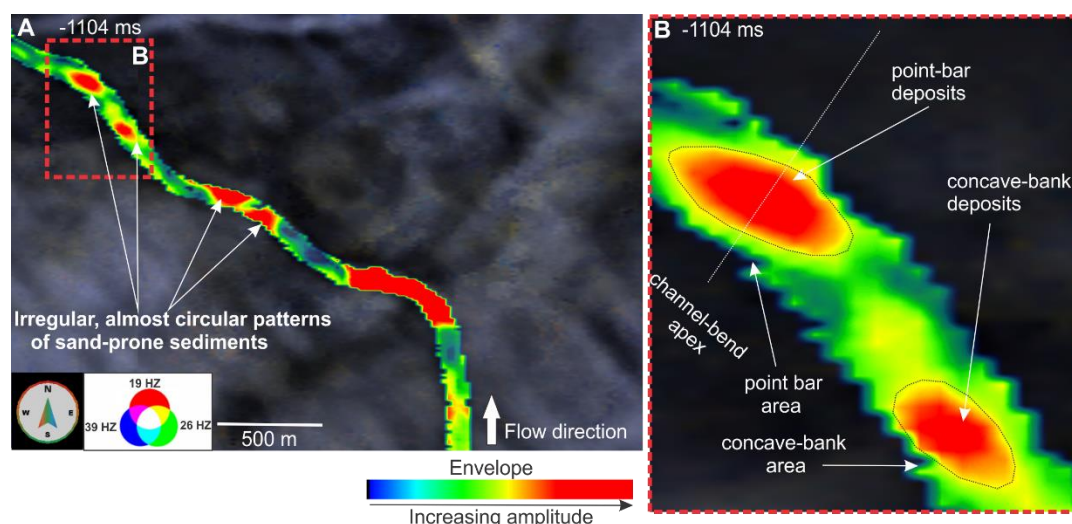 A
-1104 ms
B
Irregular, almost circular patterns
of sand-prone sediments
N
W
E
S
19 HZ
39 HZ
26 HZ
500 m
Flow direction
Envelope
Increasing amplitude
B -1104 ms
point-bar
deposits
concave-bank
deposits
channel-bend
apex
point bar
area
concave-bank
area